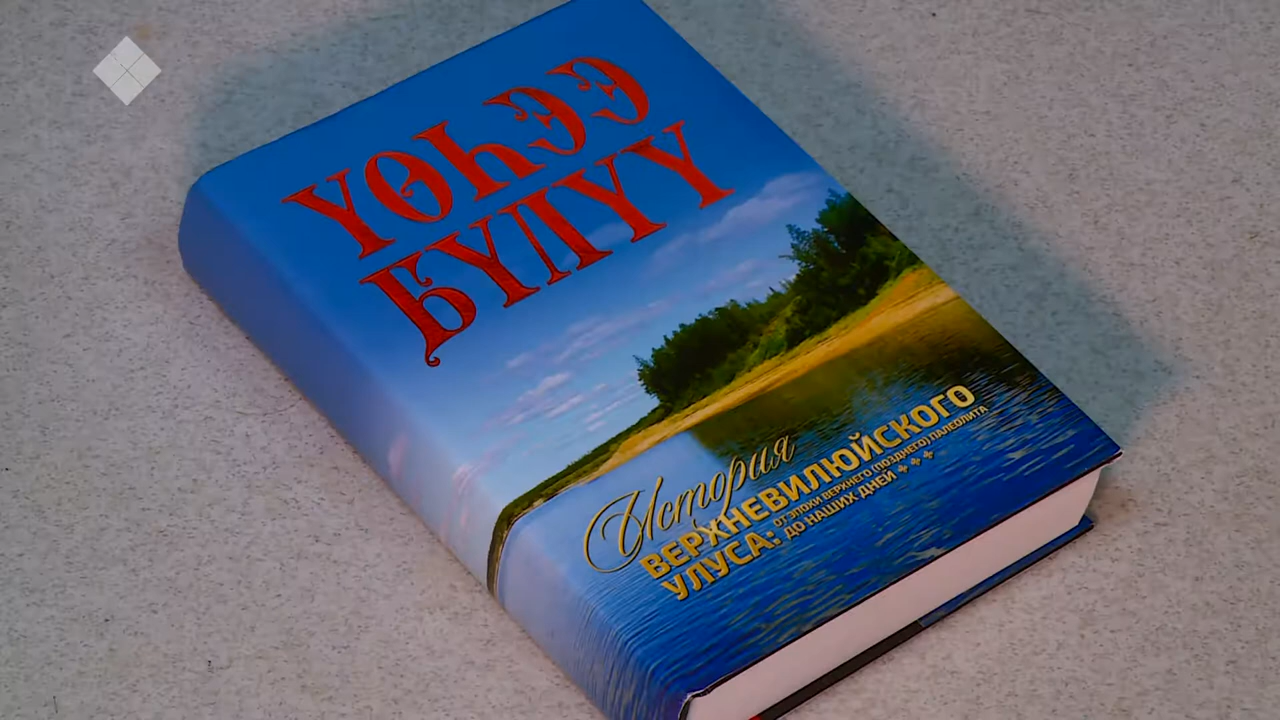 ҮӨҺЭЭ
БҮЛҮҮ
История
ВЕРХНЕВИЛЮЙСКОГО
УЛУСА: ОТ ЭПОХИ ВЕРХНЕГО (ПОЗДНЕГО) ПАЛЕОЛИТА
ДО НАШИХ ДНЕЙ